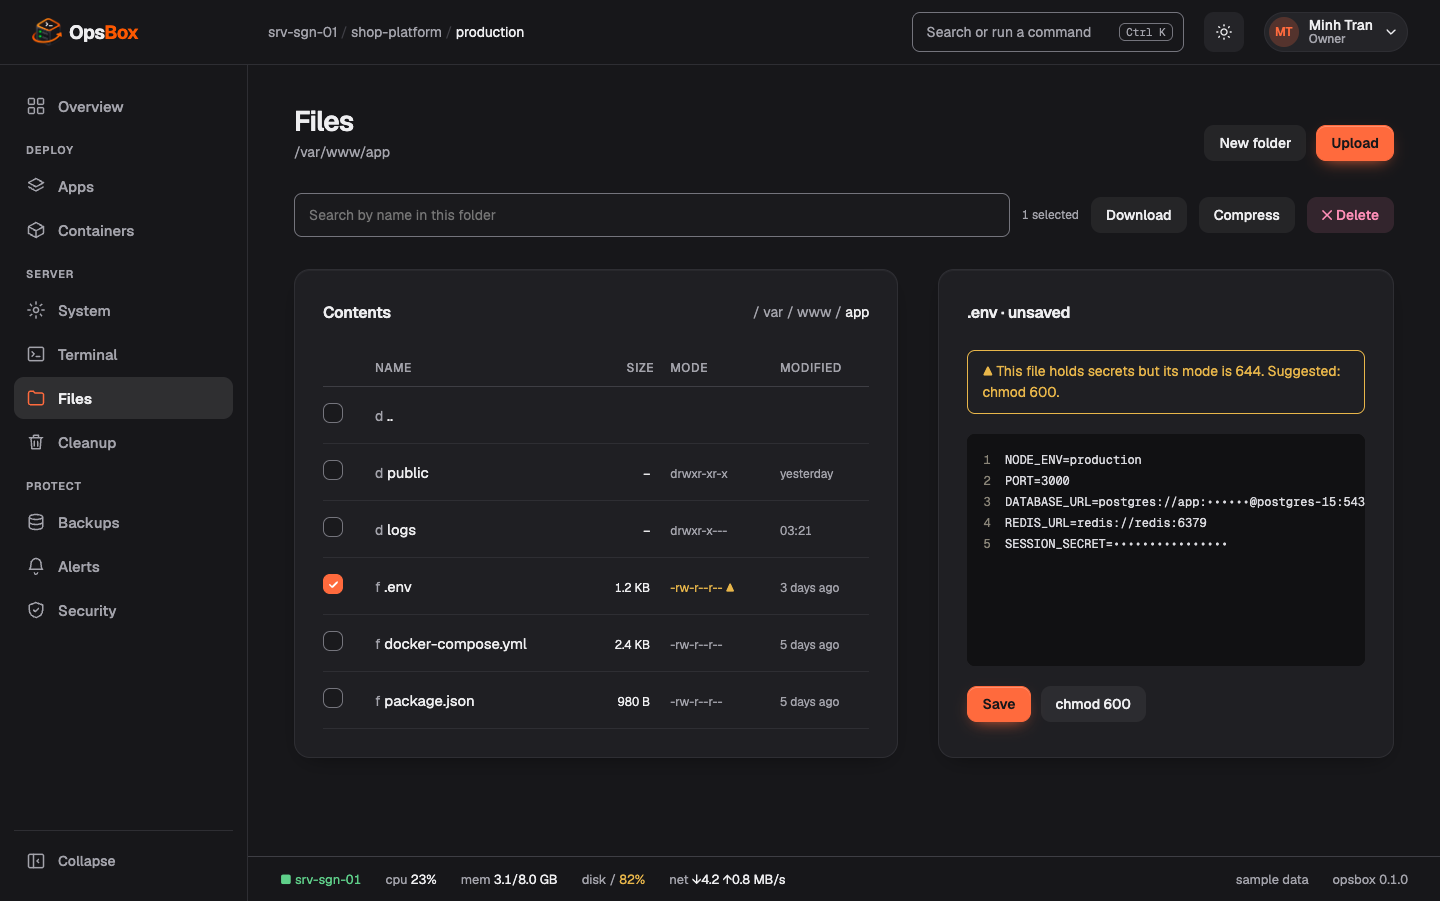 OpsBox
srv-sgn-01 / shop-platform / production
Search or run a command Ctrl K
MT Minh Tran
Owner
Overview
DEPLOY
Apps
Containers
SERVER
System
Terminal
Files
Cleanup
PROTECT
Backups
Alerts
Security
Collapse
Files
/var/www/app
New folder Upload
Search by name in this folder 1 selected Download Compress Delete
Contents / var / www / app
NAME SIZE MODE MODIFIED
d ..
d public – drwxr-xr-x yesterday
d logs – drwxr-x--- 03:21
f .env 1.2 KB -rw-r--r-- ▲ 3 days ago
f docker-compose.yml 2.4 KB -rw-r--r-- 5 days ago
f package.json 980 B -rw-r--r-- 5 days ago
.env · unsaved
▲ This file holds secrets but its mode is 644. Suggested:
chmod 600.
1 NODE_ENV=production
2 PORT=3000
3 DATABASE_URL=postgres://app:••••••@postgres-15:543
4 REDIS_URL=redis://redis:6379
5 SESSION_SECRET=••••••••••••••••
Save chmod 600
srv-sgn-01 cpu 23% mem 3.1/8.0 GB disk / 82% net ↓4.2 ↑0.8 MB/s sample data opsbox 0.1.0